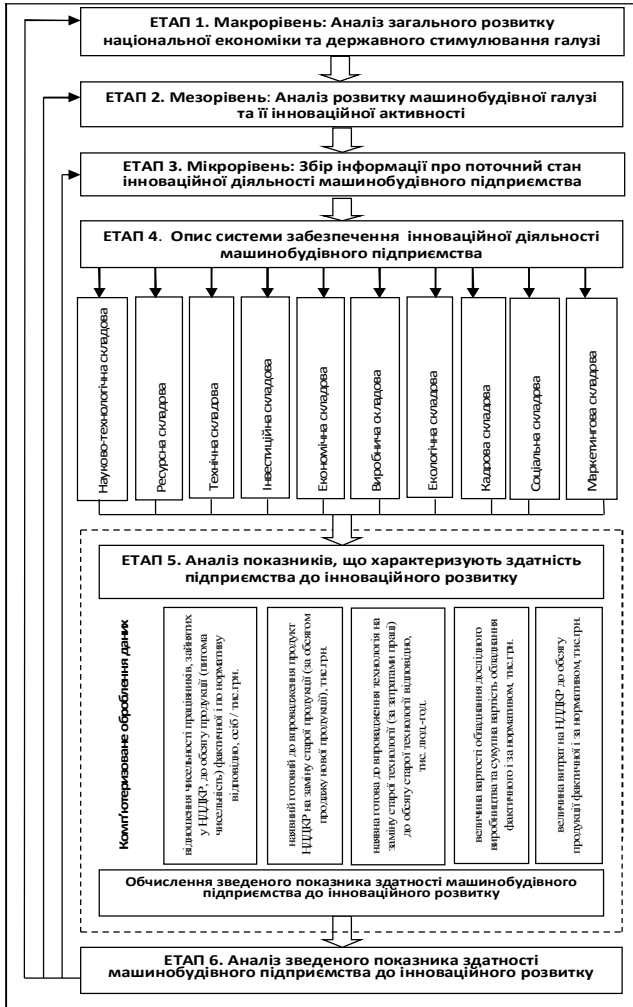 ЕТАП 1. Макрорівень: Аналіз загального розвитку
національної економіки та державного стимулювання галузі
ЕТАП 2. Мезорівень: Аналіз розвитку машинобудівної галузі
та її інноваційної активності
ЕТАП 3. Мікрорівень: Збір інформації про поточний стан
інноваційної діяльності машинобудівного підприємства
ЕТАП 4. Опис системи забезпечення інноваційної діяльності
машинобудівного підприємства
Науково-технологічна складова
Ресурсна складова
Технічна складова
Інвестиційна складова
Економічна складова
Виробнича складова
Екологічна складова
Кадрова складова
Соціальна складова
Маркетингова складова
ЕТАП 5. Аналіз показників, що характеризують здатність
підприємства до інноваційного розвитку
Комп'ютеризоване оброблення даних
відношення чисельності працівників, зайнятих
у НДДКР, до обсягу продукції (питома
чисельність) фактичної і по нормативу
відповідно, осіб / тис.грн.
наявний готовий до впровадження продукт
НДДКР на заміну старої продукції (за обсягом
продажу нової продукції), тис.грн.
наявна готова до впровадження технологія на
заміну старої технології (за затратами праці)
до обсягу старої технології відповідно,
тис. люд.-год.
величина вартості обладнання дослідного
виробництва та сукупна вартість обладнання
фактичного і за нормативом, тис.грн.
величина витрат на НДДКР до обсягу
продукції фактичної і за нормативом, тис.грн.
Обчислення зведеного показника здатності машинобудівного
підприємства до інноваційного розвитку
ЕТАП 6. Аналіз зведеного показника здатності
машинобудівного підприємства до інноваційного розвитку